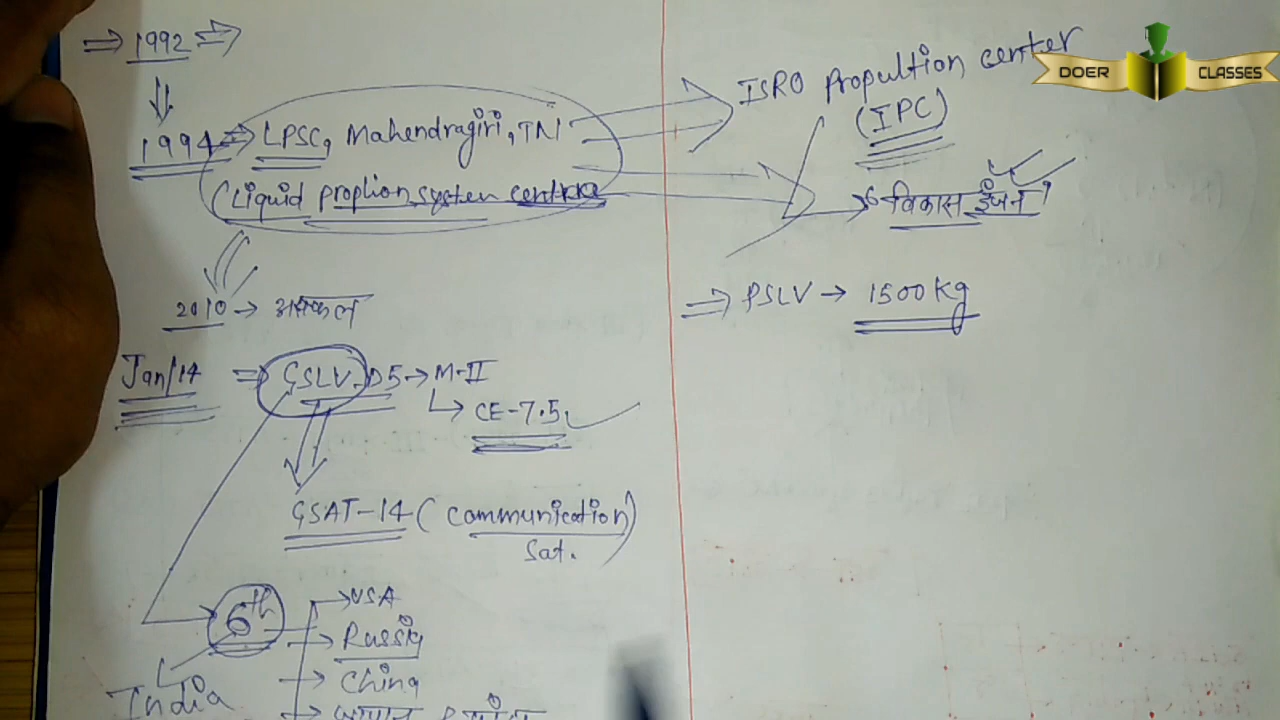 ⇒ 1992 ⇒
1994 ⇒ LPSC, Mahendragiri, TN
(Liquid proplion system centra
2010 → असफल
Jan/14 ⇒ GSLV-D5 → M-II
↳ CE-7.5
GSAT-14 (communication)
Sat.
6th → USA
→ Russia
→ China
India
→ जापान
ISRO Propultion center
(IPC)
"विकास इंजन"
⇒ PSLV → 1500 kg
DOER CLASSES